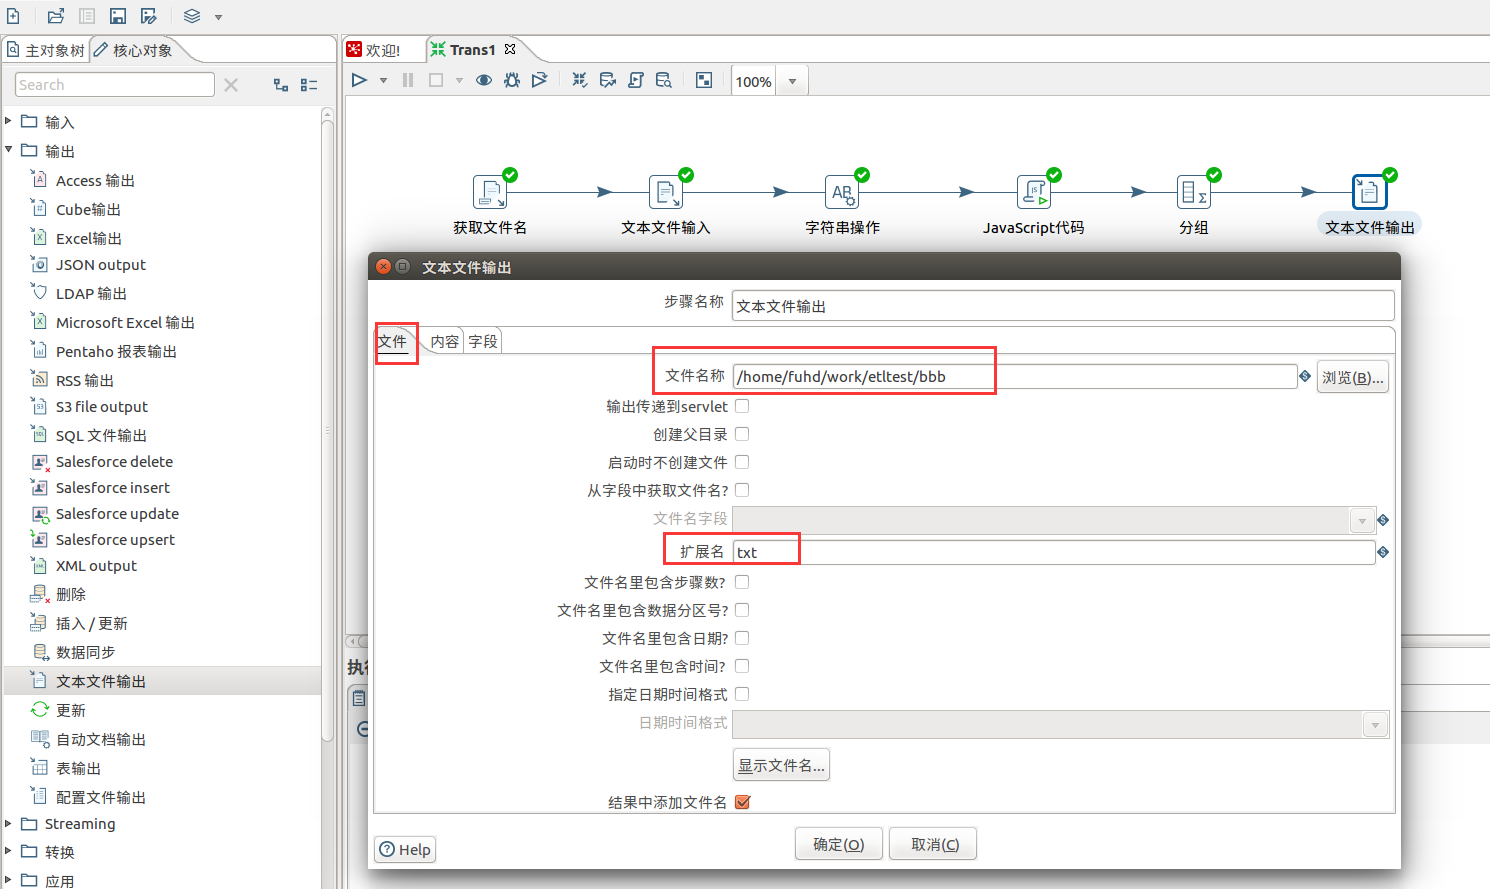 主对象树
核心对象
欢迎!
Trans1
Search
100%
输入
输出
Access 输出
Cube输出
Excel输出
JSON output
LDAP 输出
Microsoft Excel 输出
Pentaho 报表输出
RSS 输出
S3 file output
SQL 文件输出
Salesforce delete
Salesforce insert
Salesforce update
Salesforce upsert
XML output
删除
插入 / 更新
数据同步
文本文件输出
更新
自动文档输出
表输出
配置文件输出
Streaming
转换
应用
获取文件名
文本文件输入
字符串操作
JavaScript代码
分组
文本文件输出
文本文件输出
步骤名称 文本文件输出
文件 内容 字段
文件名称 /home/fuhd/work/etltest/bbb 浏览(B)...
输出传递到servlet
创建父目录
启动时不创建文件
从字段中获取文件名?
文件名字段
扩展名 txt
文件名里包含步骤数?
文件名里包含数据分区号?
文件名里包含日期?
文件名里包含时间?
指定日期时间格式
日期时间格式
显示文件名...
结果中添加文件名
Help
确定(O)
取消(C)